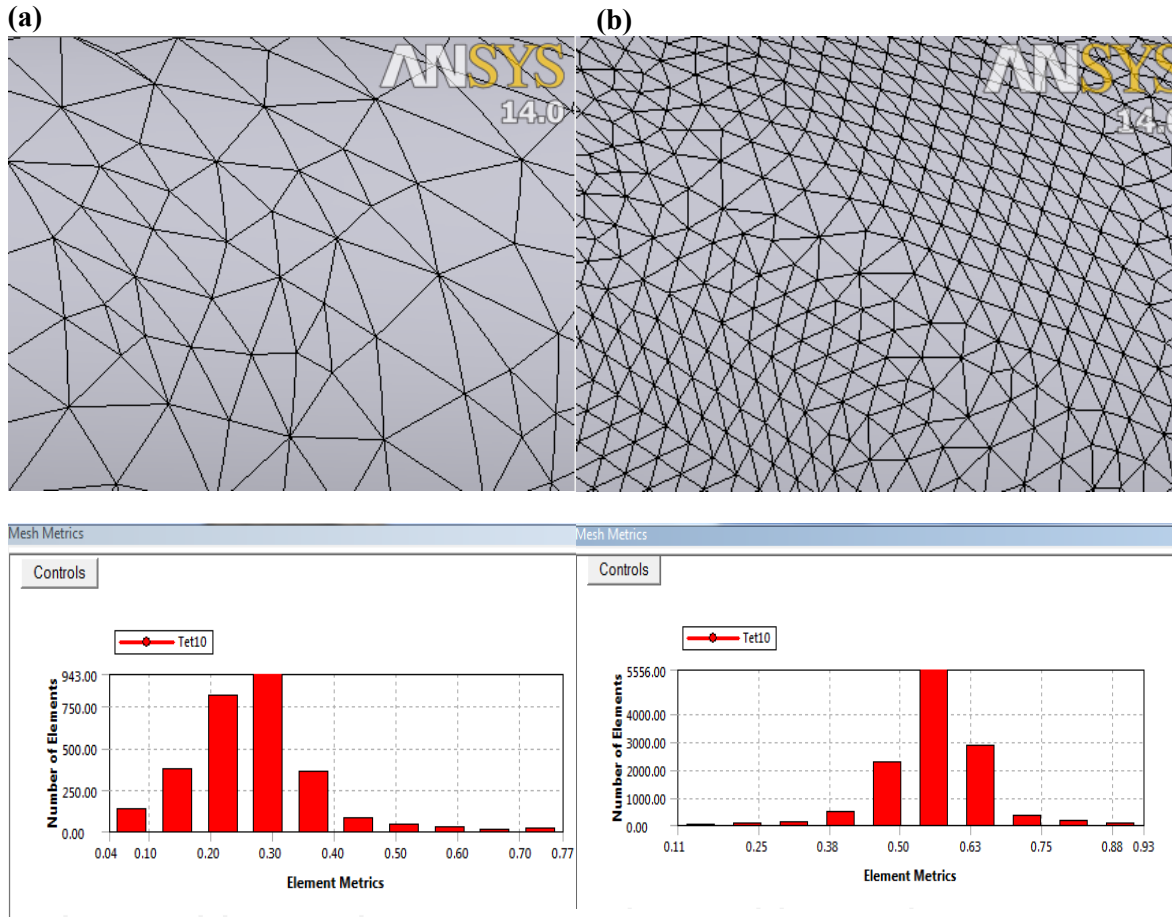 (a) (b)
ANSYS ANSYS
14.0 14.0
Mesh Metrics Mesh Metrics
Controls Controls
Tet10 Tet10
943.00
750.00
500.00
250.00
0.00
Number of Elements
0.04 0.10 0.20 0.30 0.40 0.50 0.60 0.70 0.77
Element Metrics
5556.00
4000.00
3000.00
2000.00
1000.00
0.00
Number of Elements
0.11 0.25 0.38 0.50 0.63 0.75 0.88 0.93
Element Metrics